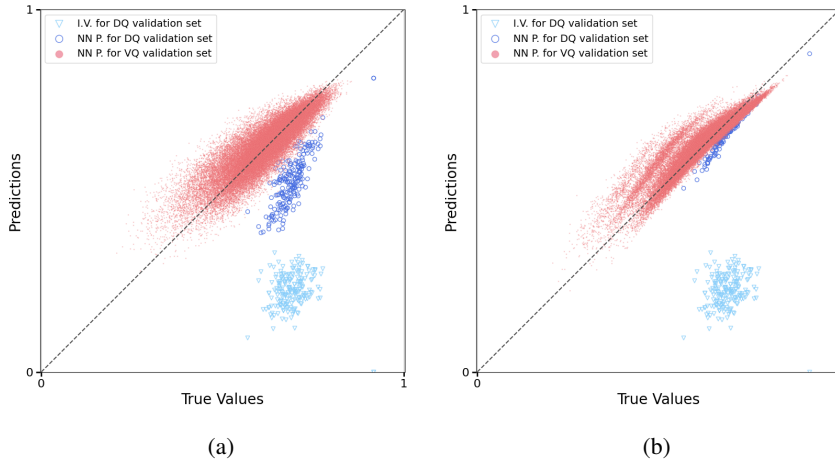 1
I.V. for DQ validation set
NN P. for DQ validation set
NN P. for VQ validation set
Predictions
0
0
1
True Values
(a)
1
I.V. for DQ validation set
NN P. for DQ validation set
NN P. for VQ validation set
Predictions
0
0
True Values
(b)